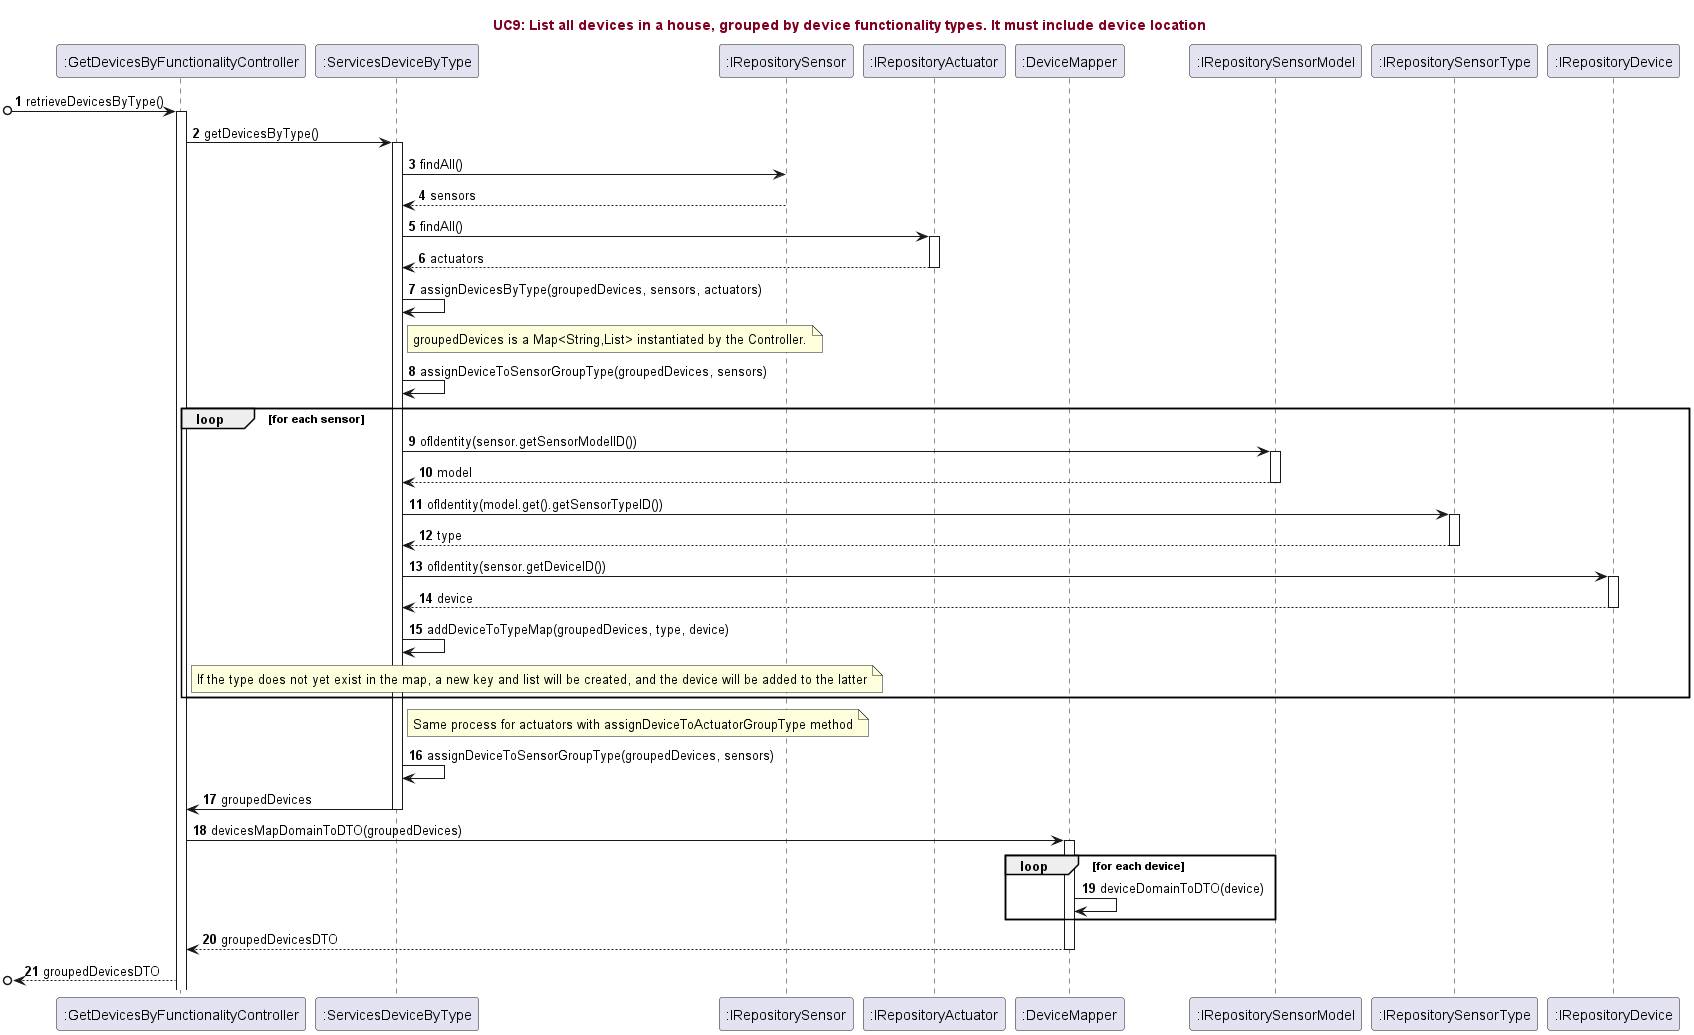 UC9: List all devices in a house, grouped by device functionality types. It must include device location
:GetDevicesByFunctionalityController
:ServicesDeviceByType
:IRepositorySensor
:IRepositoryActuator
:DeviceMapper
:IRepositorySensorModel
:IRepositorySensorType
:IRepositoryDevice
1 retrieveDevicesByType()
2 getDevicesByType()
3 findAll()
4 sensors
5 findAll()
6 actuators
7 assignDevicesByType(groupedDevices, sensors, actuators)
groupedDevices is a Map<String,List> instantiated by the Controller.
8 assignDeviceToSensorGroupType(groupedDevices, sensors)
loop [for each sensor]
9 ofIdentity(sensor.getSensorModelID())
10 model
11 ofIdentity(model.get().getSensorTypeID())
12 type
13 ofIdentity(sensor.getDeviceID())
14 device
15 addDeviceToTypeMap(groupedDevices, type, device)
If the type does not yet exist in the map, a new key and list will be created, and the device will be added to the latter
Same process for actuators with assignDeviceToActuatorGroupType method
16 assignDeviceToSensorGroupType(groupedDevices, sensors)
17 groupedDevices
18 devicesMapDomainToDTO(groupedDevices)
loop [for each device]
19 deviceDomainToDTO(device)
20 groupedDevicesDTO
21 groupedDevicesDTO
:GetDevicesByFunctionalityController
:ServicesDeviceByType
:IRepositorySensor
:IRepositoryActuator
:DeviceMapper
:IRepositorySensorModel
:IRepositorySensorType
:IRepositoryDevice